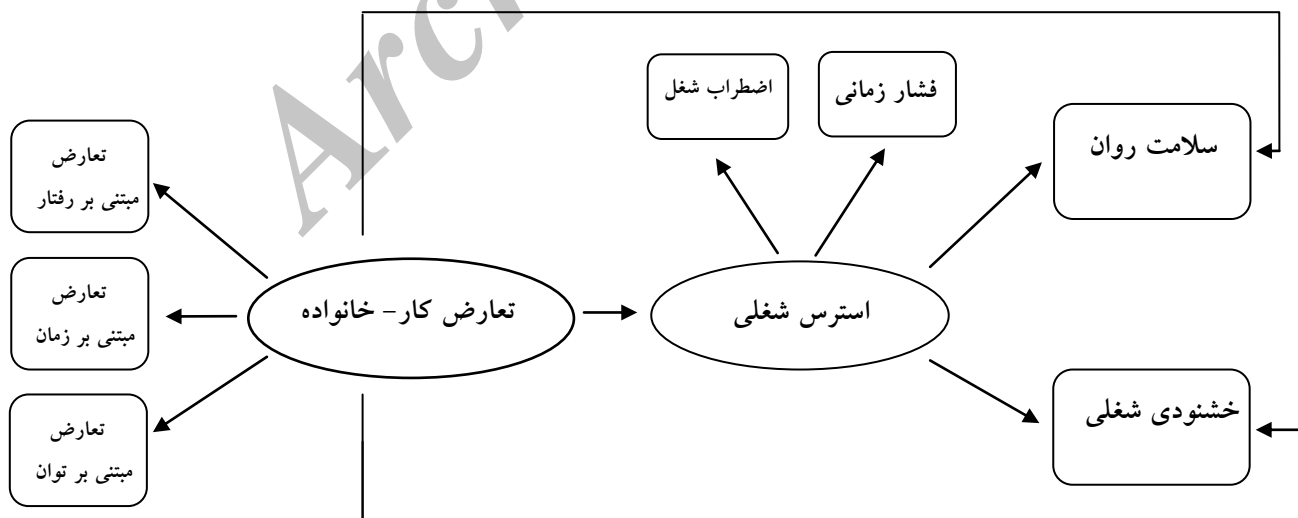 Arc
اضطراب شغل
فشار زمانی
سلامت روان
تعارض
مبتنی بر رفتار
تعارض
مبتنی بر زمان
تعارض
مبتنی بر توان
تعارض کار- خانواده
استرس شغلی
خشنودی شغلی